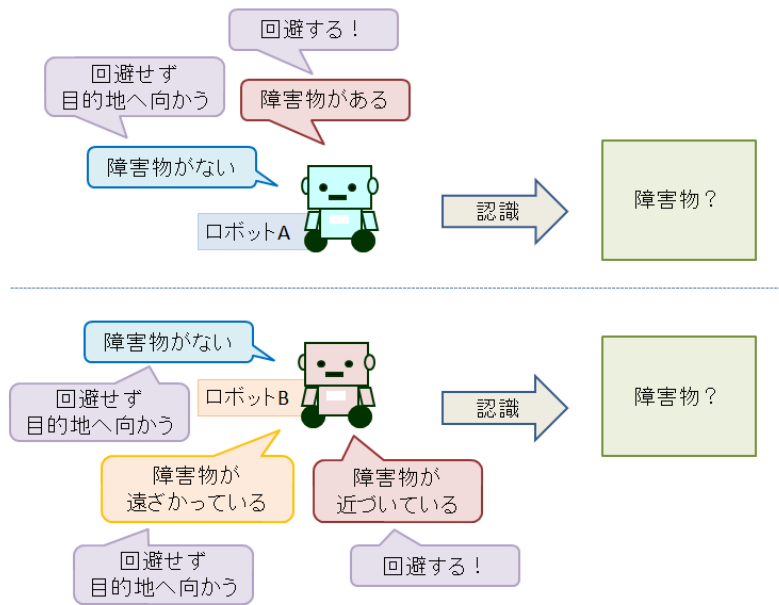 回避する！
回避せず
目的地へ向かう
障害物がある
障害物がない
ロボットA
認識
障害物？
障害物がない
回避せず
目的地へ向かう
ロボットB
認識
障害物？
障害物が
遠ざかっている
障害物が
近づいている
回避せず
目的地へ向かう
回避する！